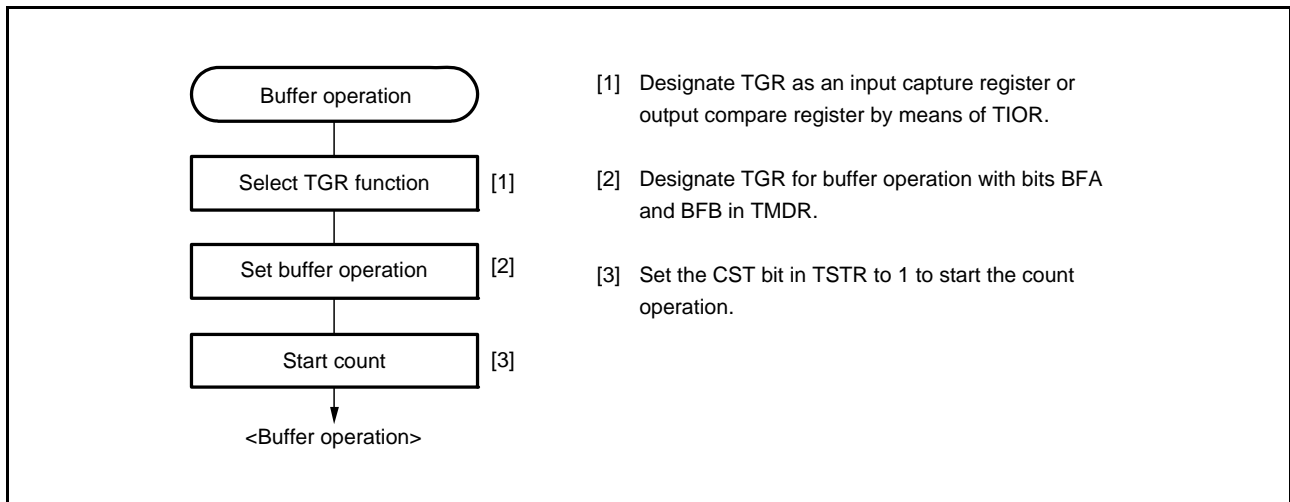 Buffer operation
Select TGR function [1]
Set buffer operation [2]
Start count [3]
<Buffer operation>
[1] Designate TGR as an input capture register or
output compare register by means of TIOR.
[2] Designate TGR for buffer operation with bits BFA
and BFB in TMDR.
[3] Set the CST bit in TSTR to 1 to start the count
operation.